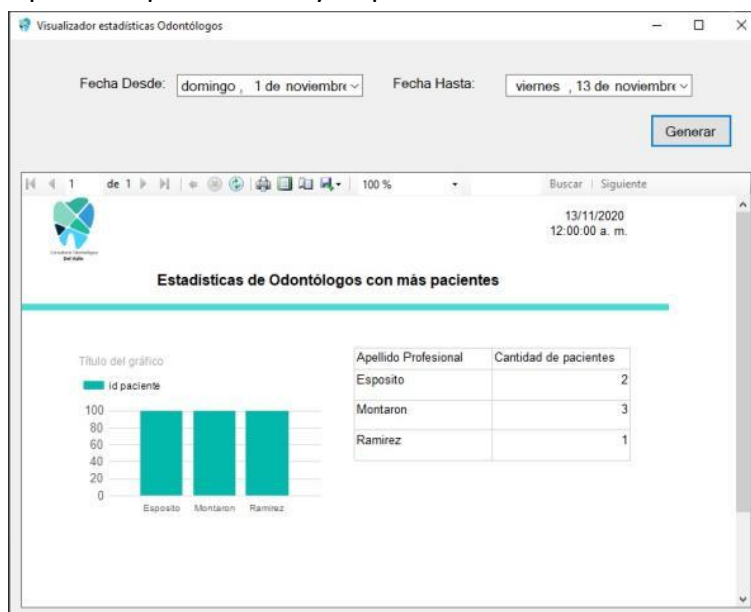 Visualizador estadísticas Odontólogos
Fecha Desde: domingo , 1 de noviembre Fecha Hasta: viernes , 13 de noviembre
Generar
1 de 1 100 % Buscar | Siguiente
13/11/2020
12:00:00 a. m.
Del Valle
Estadísticas de Odontólogos con más pacientes
Título del gráfico
id paciente
100
80
60
40
20
0
Esposito Montaron Ramirez
Apellido Profesional Cantidad de pacientes
Esposito 2
Montaron 3
Ramirez 1